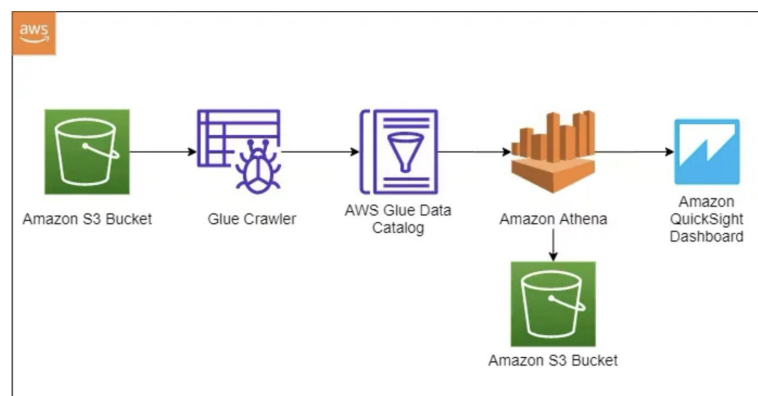 aws
Amazon S3 Bucket
Glue Crawler
AWS Glue Data
Catalog
Amazon Athena
Amazon
QuickSight
Dashboard
Amazon S3 Bucket